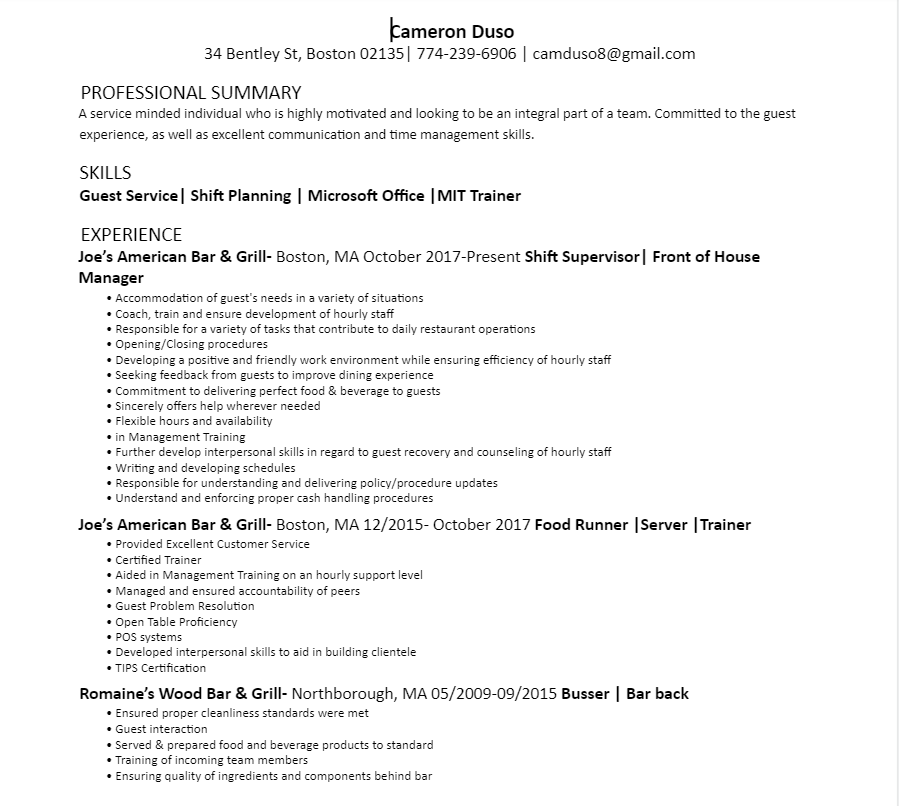 Cameron Duso
34 Bentley St, Boston 02135| 774-239-6906 | camduso8@gmail.com
PROFESSIONAL SUMMARY
A service minded individual who is highly motivated and looking to be an integral part of a team. Committed to the guest
experience, as well as excellent communication and time management skills.
SKILLS
Guest Service| Shift Planning | Microsoft Office |MIT Trainer
EXPERIENCE
Joe’s American Bar & Grill- Boston, MA October 2017-Present Shift Supervisor| Front of House
Manager
• Accommodation of guest's needs in a variety of situations
• Coach, train and ensure development of hourly staff
• Responsible for a variety of tasks that contribute to daily restaurant operations
• Opening/Closing procedures
• Developing a positive and friendly work environment while ensuring efficiency of hourly staff
• Seeking feedback from guests to improve dining experience
• Commitment to delivering perfect food & beverage to guests
• Sincerely offers help wherever needed
• Flexible hours and availability
• in Management Training
• Further develop interpersonal skills in regard to guest recovery and counseling of hourly staff
• Writing and developing schedules
• Responsible for understanding and delivering policy/procedure updates
• Understand and enforcing proper cash handling procedures
Joe’s American Bar & Grill- Boston, MA 12/2015- October 2017 Food Runner |Server |Trainer
• Provided Excellent Customer Service
• Certified Trainer
• Aided in Management Training on an hourly support level
• Managed and ensured accountability of peers
• Guest Problem Resolution
• Open Table Proficiency
• POS systems
• Developed interpersonal skills to aid in building clientele
• TIPS Certification
Romaine’s Wood Bar & Grill- Northborough, MA 05/2009-09/2015 Busser | Bar back
• Ensured proper cleanliness standards were met
• Guest interaction
• Served & prepared food and beverage products to standard
• Training of incoming team members
• Ensuring quality of ingredients and components behind bar